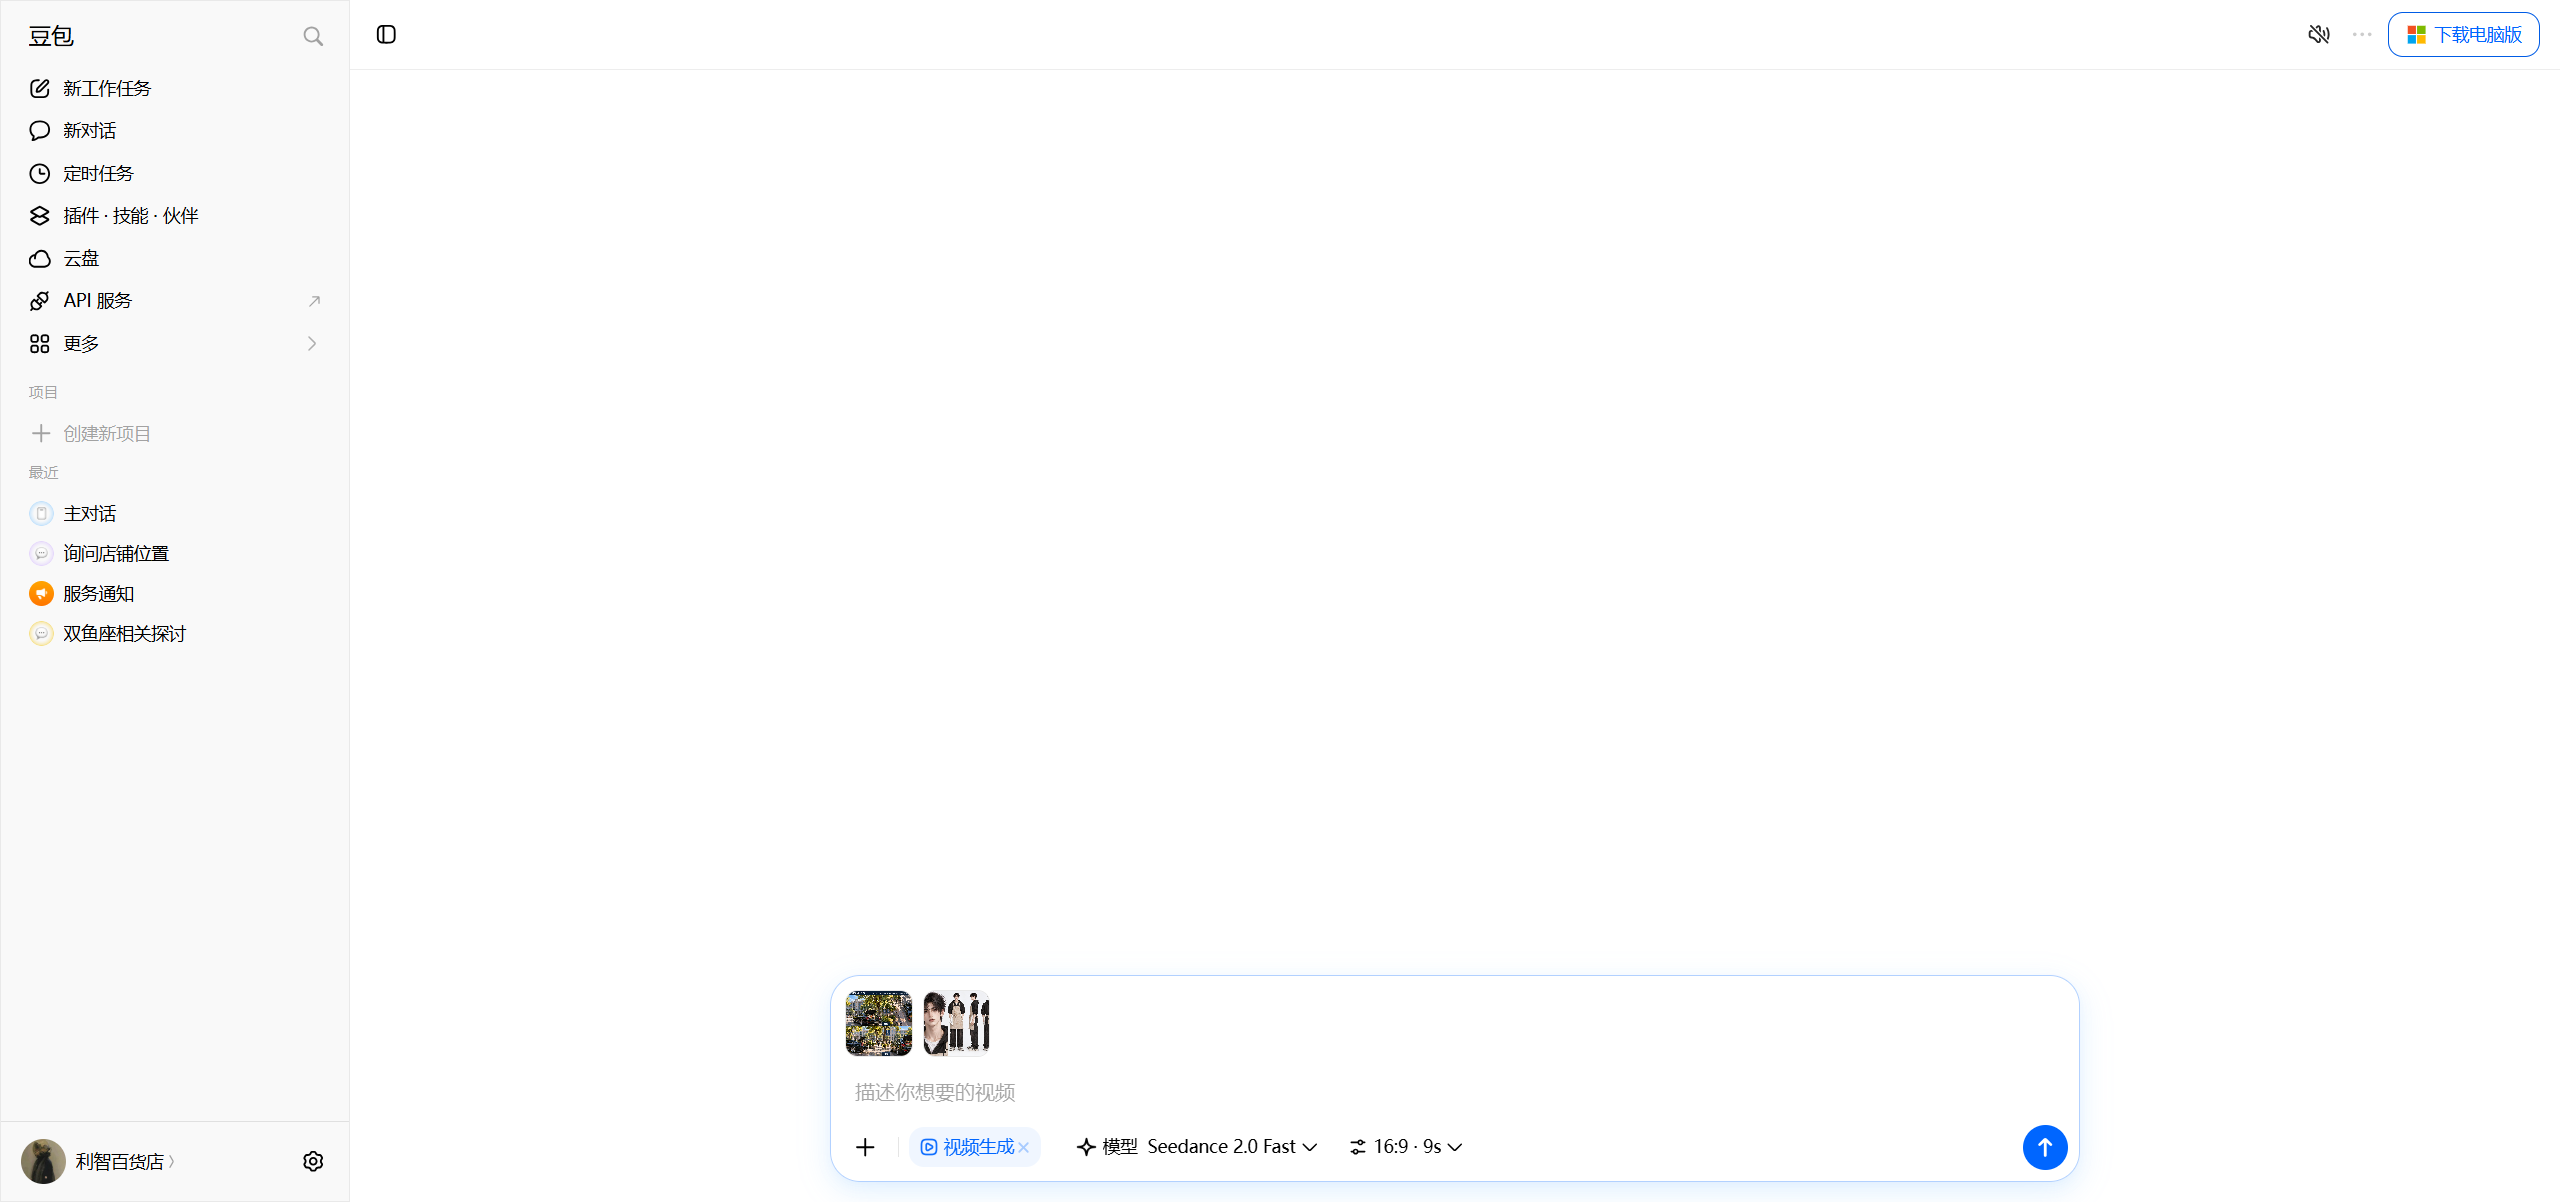 豆包
新工作任务
新对话
定时任务
插件 · 技能 · 伙伴
云盘
API 服务
更多
项目
创建新项目
最近
主对话
询问店铺位置
服务通知
双鱼座相关探讨
利智百货店
下载电脑版
描述你想要的视频
视频生成
模型 Seedance 2.0 Fast
16:9 · 9s